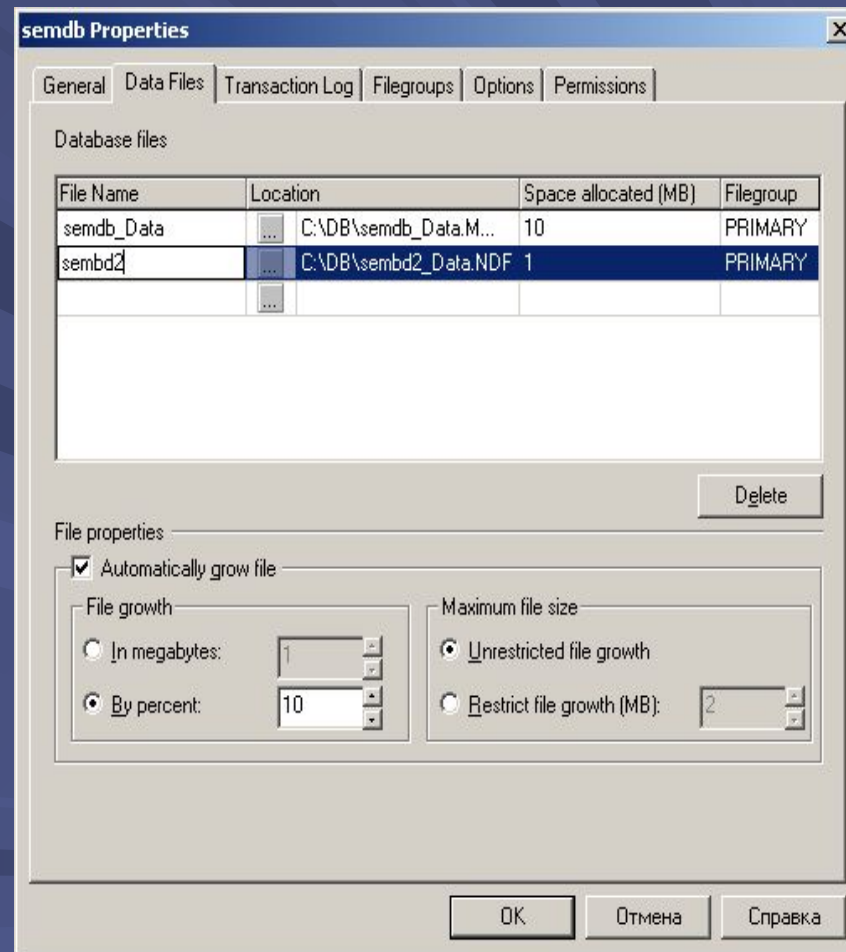 semdb Properties
General Data Files Transaction Log Filegroups Options Permissions
Database files
File Name Location Space allocated (MB) Filegroup
semdb_Data ... C:\DB\semdb_Data.M... 10 PRIMARY
sembd2 ... C:\DB\sembd2_Data.NDF 1 PRIMARY
...
Delete
File properties
Automatically grow file
File growth Maximum file size
In megabytes: 1 Unrestricted file growth
By percent: 10 Restrict file growth (MB): 2
OK Отмена Справка